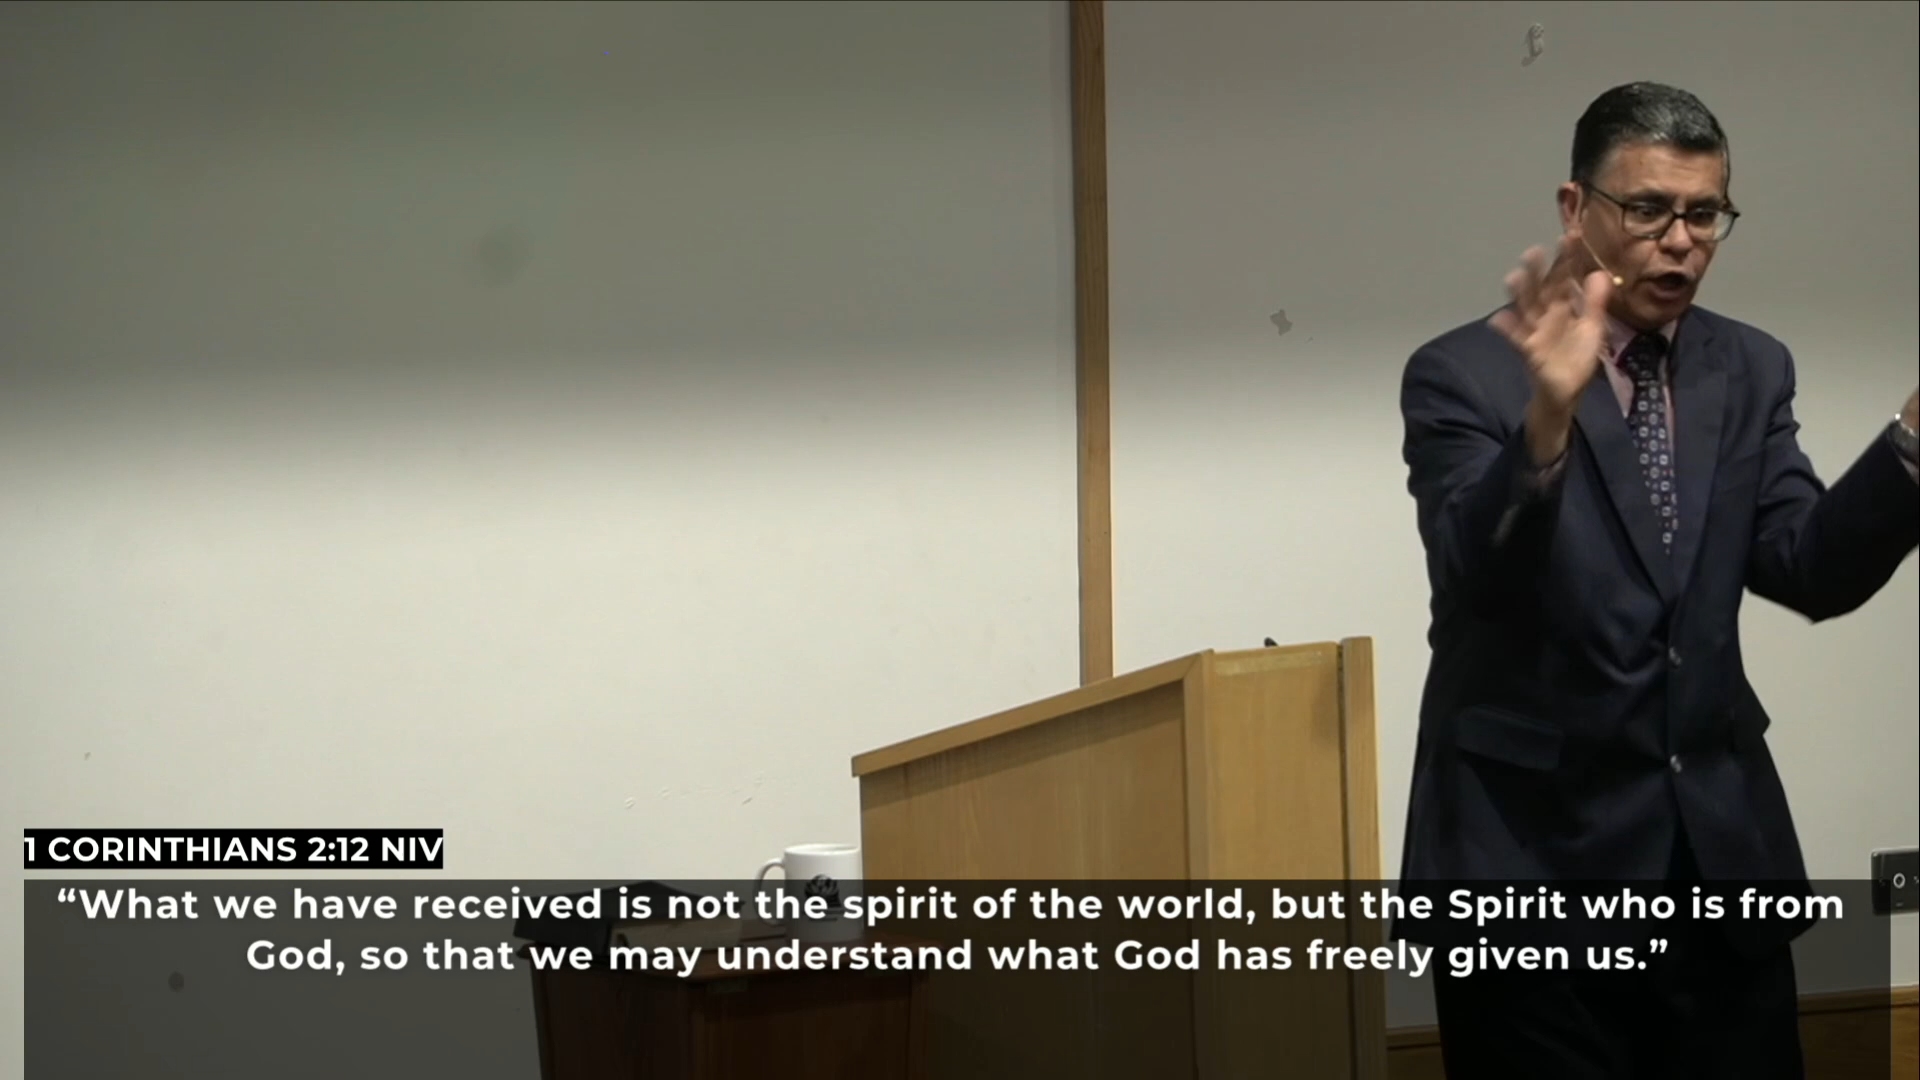 1 CORINTHIANS 2:12 NIV
“What we have received is not the spirit of the world, but the Spirit who is from
God, so that we may understand what God has freely given us.”